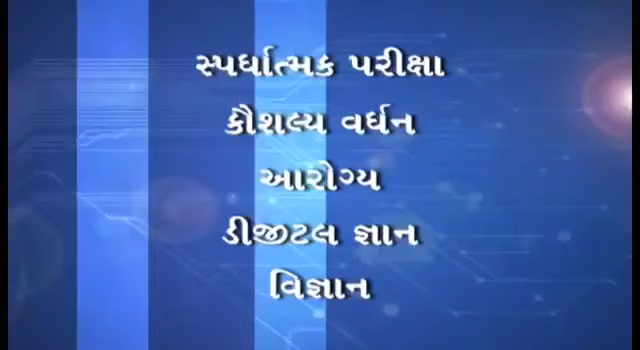 સ્પર્ધાત્મક પરીક્ષા
કૌશલ્ય વર્ધન
આરોગ્ય
ડીજીટલ જ્ઞાન
વિજ્ઞાન